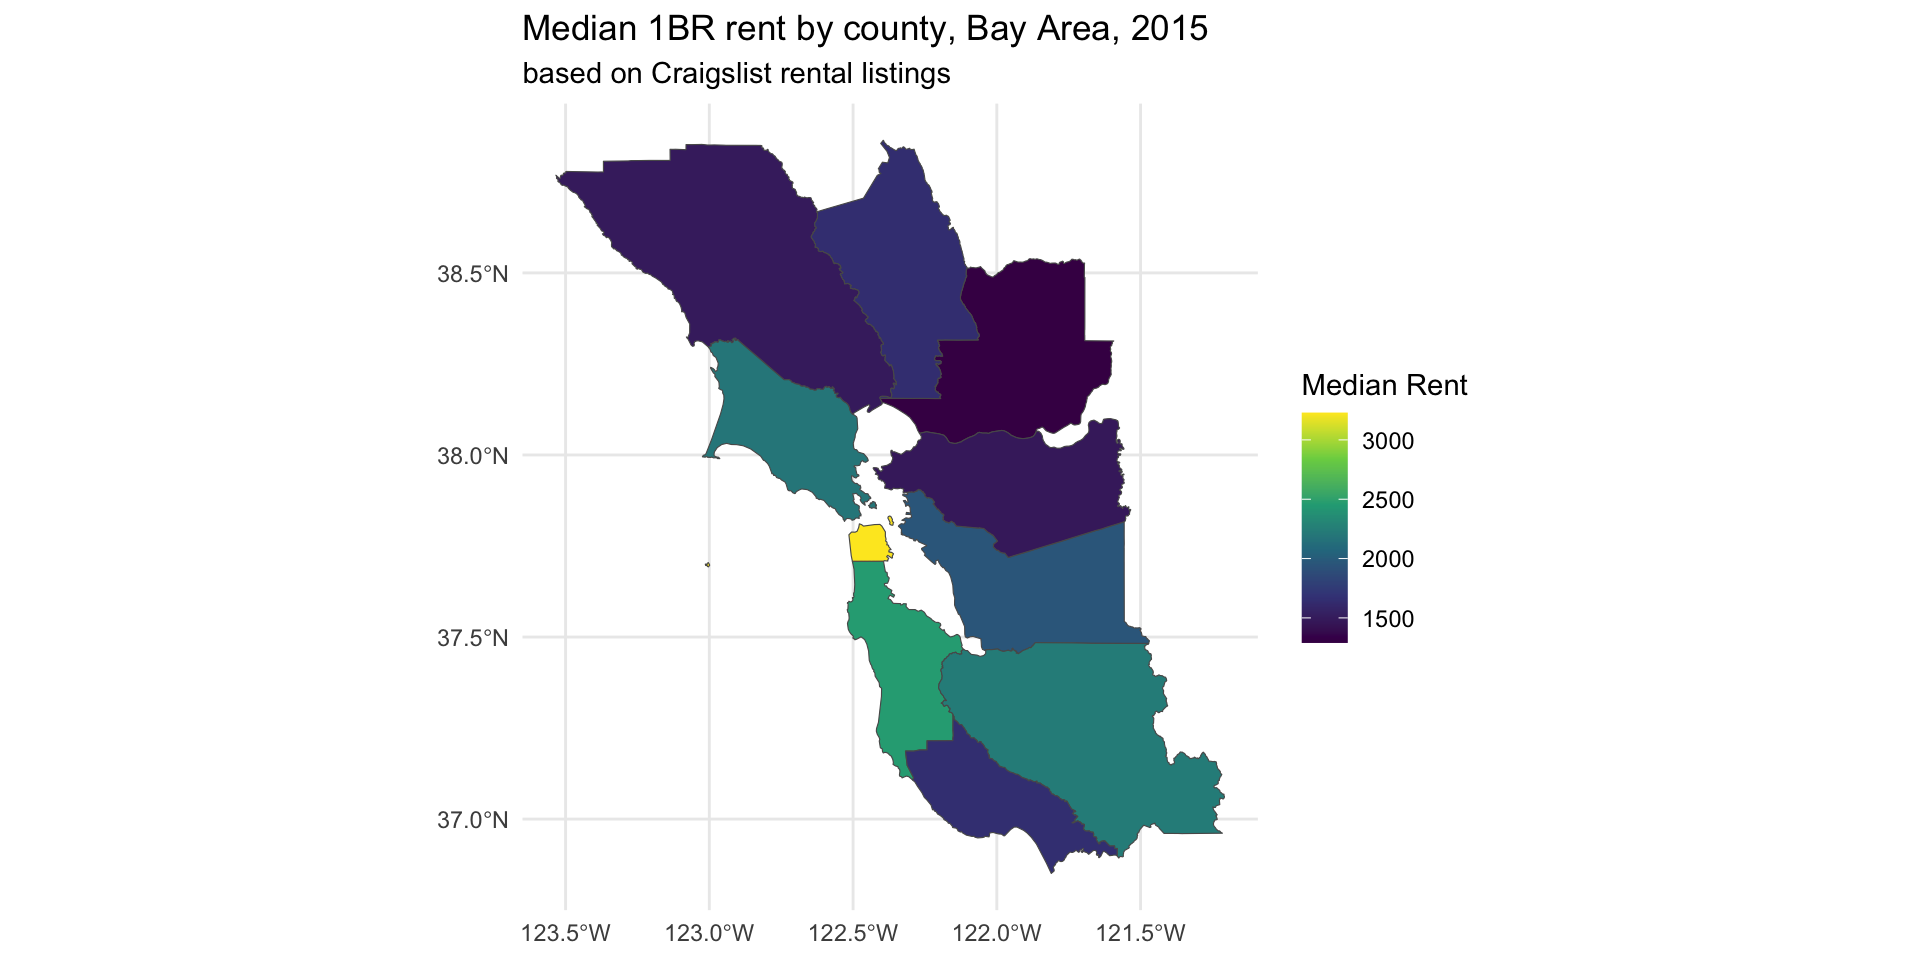 Median 1BR rent by county, Bay Area, 2015
based on Craigslist rental listings
38.5°N
38.0°N
37.5°N
37.0°N
123.5°W
123.0°W
122.5°W
122.0°W
121.5°W
Median Rent
3000
2500
2000
1500